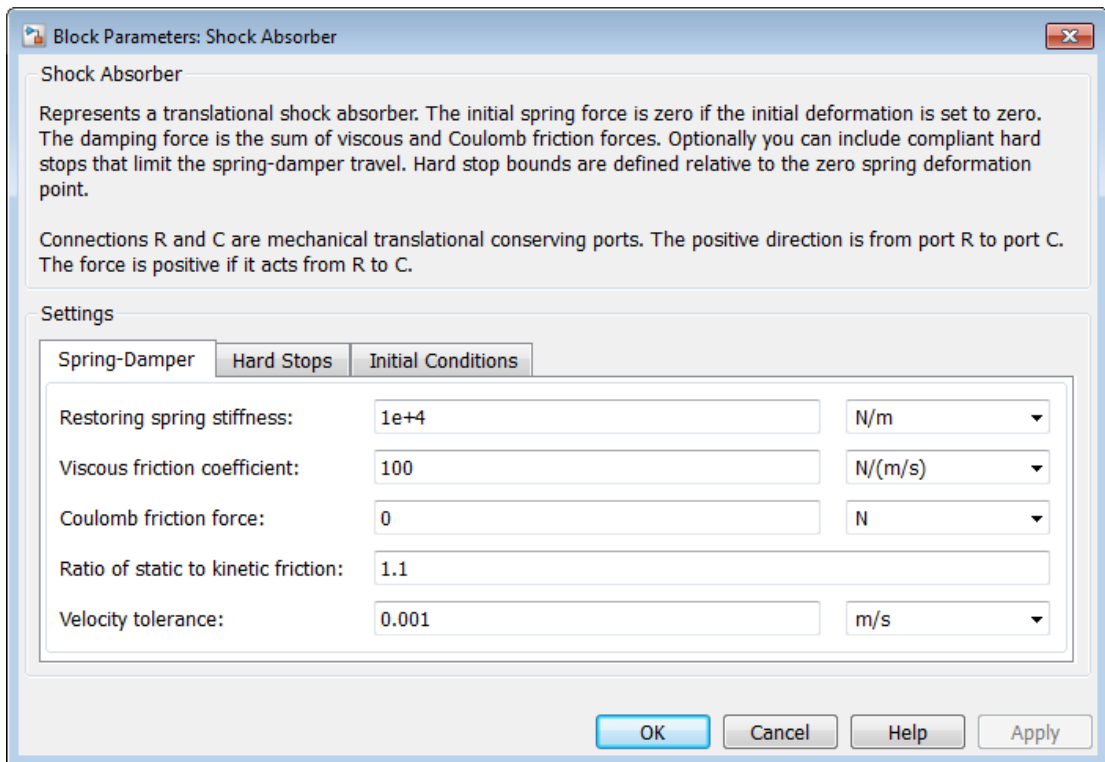 Block Parameters: Shock Absorber
Shock Absorber
Represents a translational shock absorber. The initial spring force is zero if the initial deformation is set to zero.
The damping force is the sum of viscous and Coulomb friction forces. Optionally you can include compliant hard
stops that limit the spring-damper travel. Hard stop bounds are defined relative to the zero spring deformation
point.
Connections R and C are mechanical translational conserving ports. The positive direction is from port R to port C.
The force is positive if it acts from R to C.
Settings
Spring-Damper Hard Stops Initial Conditions
Restoring spring stiffness: 1e+4 N/m
Viscous friction coefficient: 100 N/(m/s)
Coulomb friction force: 0 N
Ratio of static to kinetic friction: 1.1
Velocity tolerance: 0.001 m/s
OK Cancel Help Apply